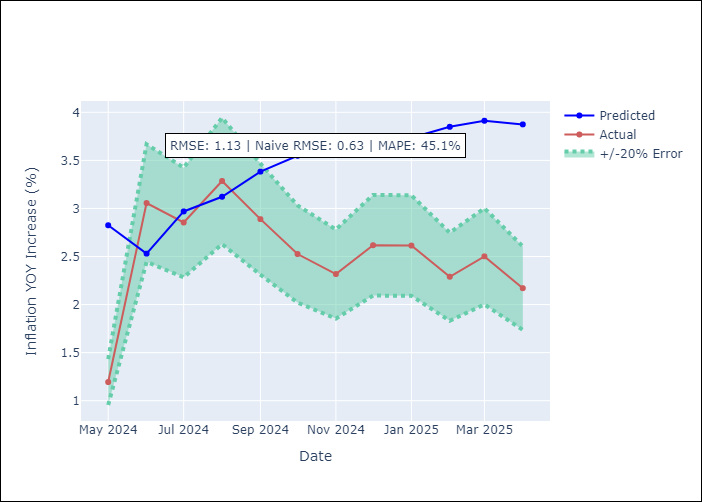 4
3.5
3
2.5
2
1.5
1
Inflation YOY Increase (%)
RMSE: 1.13 | Naive RMSE: 0.63 | MAPE: 45.1%
Predicted
Actual
+/-20% Error
May 2024 Jul 2024 Sep 2024 Nov 2024 Jan 2025 Mar 2025
Date